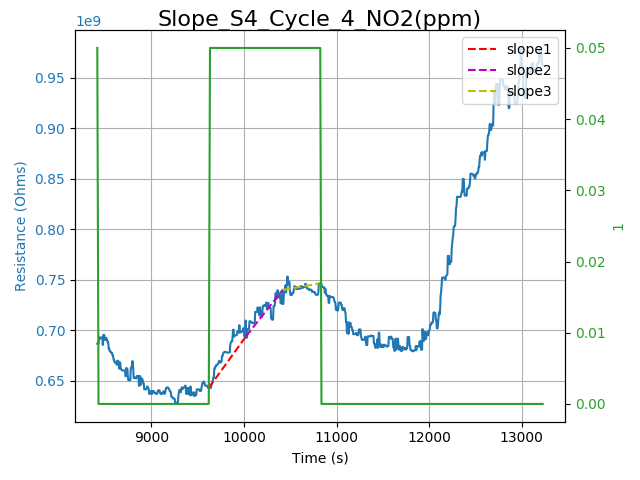 Slope_S4_Cycle_4_NO2(ppm)
1e9
slope1
slope2
slope3
0.95
0.90
0.85
0.80
0.75
0.70
0.65
Resistance (Ohms)
0.05
0.04
0.03
0.02
0.01
0.00
1
9000 10000 11000 12000 13000
Time (s)